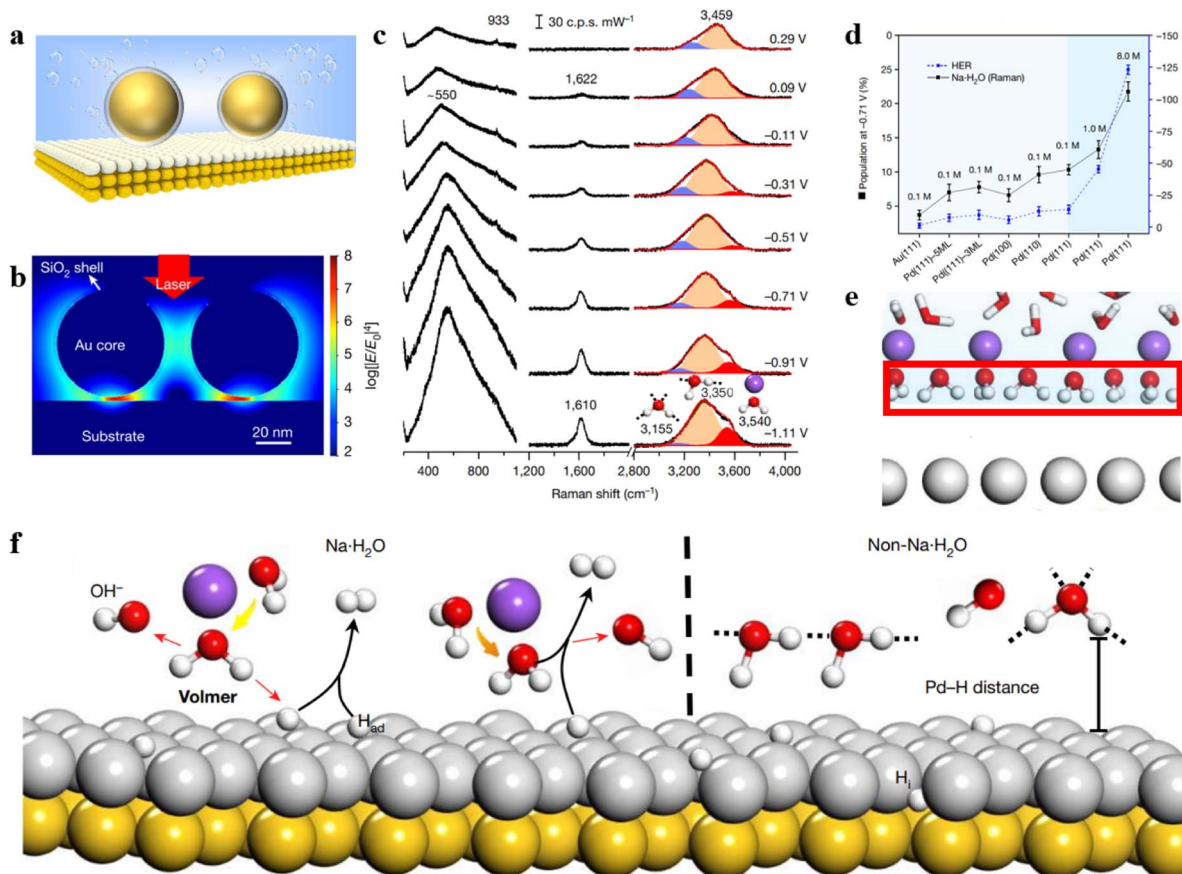 a
b
SiO₂ shell
Laser
Au core
Substrate
20 nm
log[|E/E₀|⁴]
8
7
6
5
4
3
2
c
30 c.p.s. mW⁻¹
933
3,459
0.29 V
1,622
0.09 V
~550
−0.11 V
−0.31 V
−0.51 V
−0.71 V
−0.91 V
3,350
3,155
3,540
1,610
−1.11 V
400 800 1,200 1,600 2,800 3,200 3,600 4,000
Raman shift (cm⁻¹)
d
Population at −0.71 V (%)
0
25
20
15
10
5
HER
Na·H₂O (Raman)
0.1 M
0.1 M
0.1 M
0.1 M
0.1 M
0.1 M
1.0 M
8.0 M
−150
−125
−100
−75
−50
−25
0
Au(111)
Pd(111)–5ML
Pd(111)–3ML
Pd(100)
Pd(110)
Pd(111)
Pd(111)
Pd(111)
e
f
Na·H₂O
Non-Na·H₂O
OH⁻
Volmer
H_ad
Pd–H distance
H_i